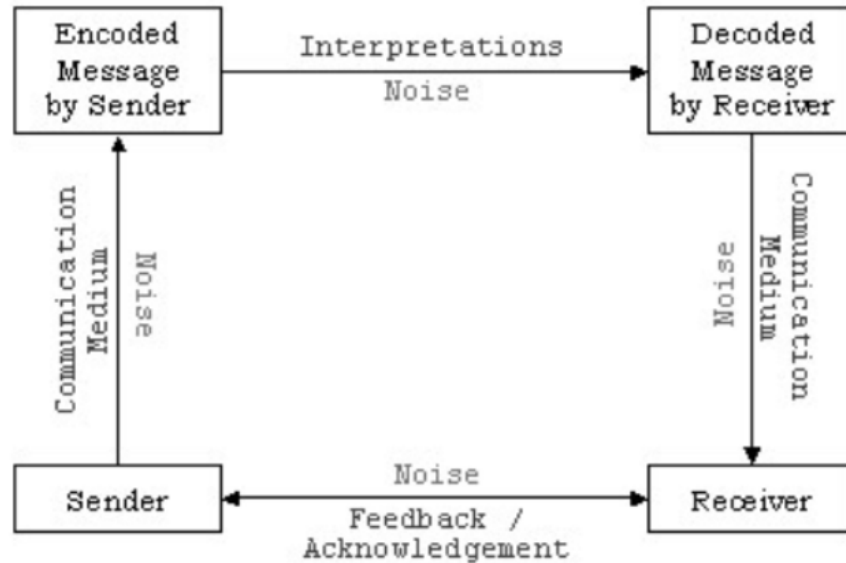 Encoded
Message
by Sender
Interpretations
Noise
Decoded
Message
by Receiver
Communication
Medium
Noise
Noise
Medium
Communication
Sender
Noise
Feedback /
Acknowledgement
Receiver